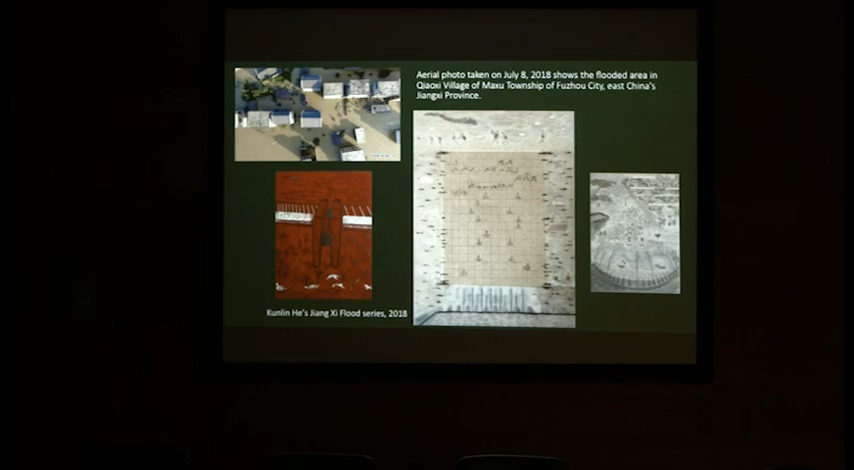 Aerial photo taken on July 8, 2018 shows the flooded area in
Qiaoxi Village of Maxu Township of Fuzhou City, east China's
Jiangxi Province.
Kunlin He's Jiang Xi Flood series, 2018